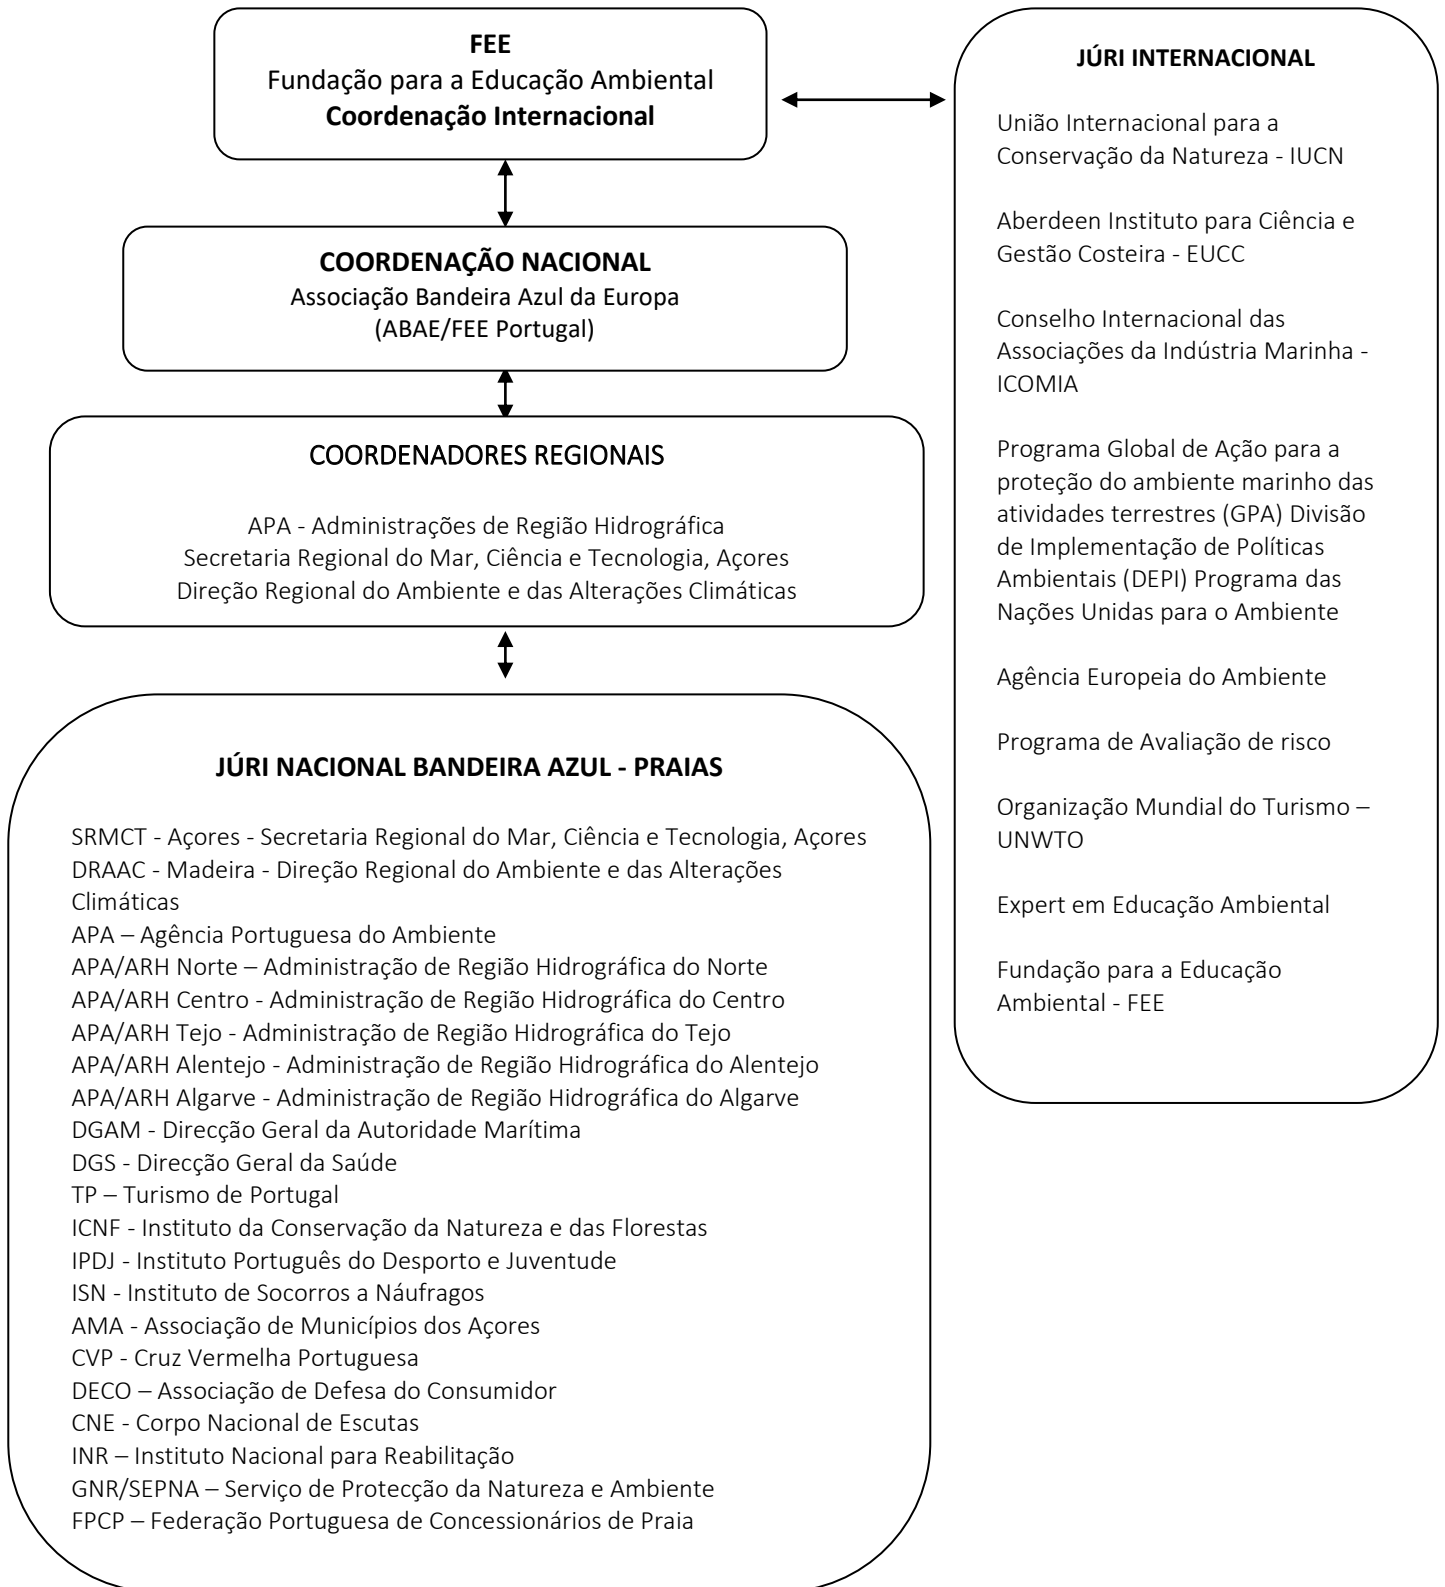 FEE
Fundação para a Educação Ambiental
Coordenação Internacional
COORDENAÇÃO NACIONAL
Associação Bandeira Azul da Europa
(ABAE/FEE Portugal)
COORDENADORES REGIONAIS
APA - Administrações de Região Hidrográfica
Secretaria Regional do Mar, Ciência e Tecnologia, Açores
Direção Regional do Ambiente e das Alterações Climáticas
JÚRI NACIONAL BANDEIRA AZUL - PRAIAS
SRMCT - Açores - Secretaria Regional do Mar, Ciência e Tecnologia, Açores
DRAAC - Madeira - Direção Regional do Ambiente e das Alterações
Climáticas
APA – Agência Portuguesa do Ambiente
APA/ARH Norte – Administração de Região Hidrográfica do Norte
APA/ARH Centro - Administração de Região Hidrográfica do Centro
APA/ARH Tejo - Administração de Região Hidrográfica do Tejo
APA/ARH Alentejo - Administração de Região Hidrográfica do Alentejo
APA/ARH Algarve - Administração de Região Hidrográfica do Algarve
DGAM - Direcção Geral da Autoridade Marítima
DGS - Direcção Geral da Saúde
TP – Turismo de Portugal
ICNF - Instituto da Conservação da Natureza e das Florestas
IPDJ - Instituto Português do Desporto e Juventude
ISN - Instituto de Socorros a Náufragos
AMA - Associação de Municípios dos Açores
CVP - Cruz Vermelha Portuguesa
DECO – Associação de Defesa do Consumidor
CNE - Corpo Nacional de Escutas
INR – Instituto Nacional para Reabilitação
GNR/SEPNA – Serviço de Protecção da Natureza e Ambiente
FPCP – Federação Portuguesa de Concessionários de Praia
JÚRI INTERNACIONAL
União Internacional para a
Conservação da Natureza - IUCN
Aberdeen Instituto para Ciência e
Gestão Costeira - EUCC
Conselho Internacional das
Associações da Indústria Marinha -
ICOMIA
Programa Global de Ação para a
proteção do ambiente marinho das
atividades terrestres (GPA) Divisão
de Implementação de Políticas
Ambientais (DEPI) Programa das
Nações Unidas para o Ambiente
Agência Europeia do Ambiente
Programa de Avaliação de risco
Organização Mundial do Turismo –
UNWTO
Expert em Educação Ambiental
Fundação para a Educação
Ambiental - FEE